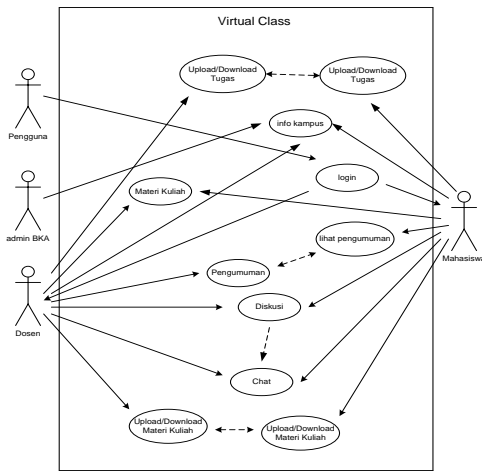 Virtual Class
Upload/Download
Tugas
Upload/Download
Tugas
Pengguna
info kampus
login
Materi Kuliah
admin BKA
Mahasiswa
lihat pengumuman
Pengumuman
Dosen
Diskusi
Chat
Upload/Download
Materi Kuliah
Upload/Download
Materi Kuliah